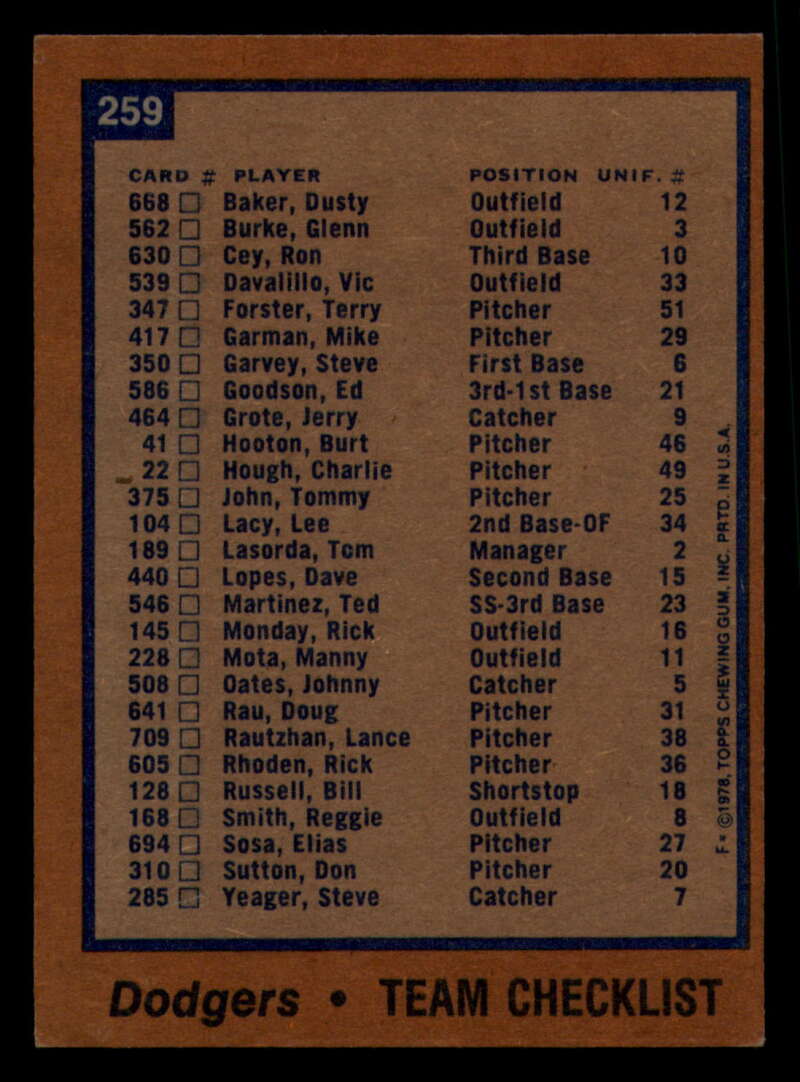 259
CARD # PLAYER POSITION UNIF. #
668 Baker, Dusty Outfield 12
562 Burke, Glenn Outfield 3
630 Cey, Ron Third Base 10
539 Davalillo, Vic Outfield 33
347 Forster, Terry Pitcher 51
417 Garman, Mike Pitcher 29
350 Garvey, Steve First Base 6
586 Goodson, Ed 3rd-1st Base 21
464 Grote, Jerry Catcher 9
41 Hooton, Burt Pitcher 46
22 Hough, Charlie Pitcher 49
375 John, Tommy Pitcher 25
104 Lacy, Lee 2nd Base-OF 34
189 Lasorda, Tom Manager 2
440 Lopes, Dave Second Base 15
546 Martinez, Ted SS-3rd Base 23
145 Monday, Rick Outfield 16
228 Mota, Manny Outfield 11
508 Oates, Johnny Catcher 5
641 Rau, Doug Pitcher 31
709 Rautzhan, Lance Pitcher 38
605 Rhoden, Rick Pitcher 36
128 Russell, Bill Shortstop 18
168 Smith, Reggie Outfield 8
694 Sosa, Elias Pitcher 27
310 Sutton, Don Pitcher 20
285 Yeager, Steve Catcher 7
F* ©1978, TOPPS CHEWING GUM, INC. PRTD. IN U.S.A.
Dodgers • TEAM CHECKLIST